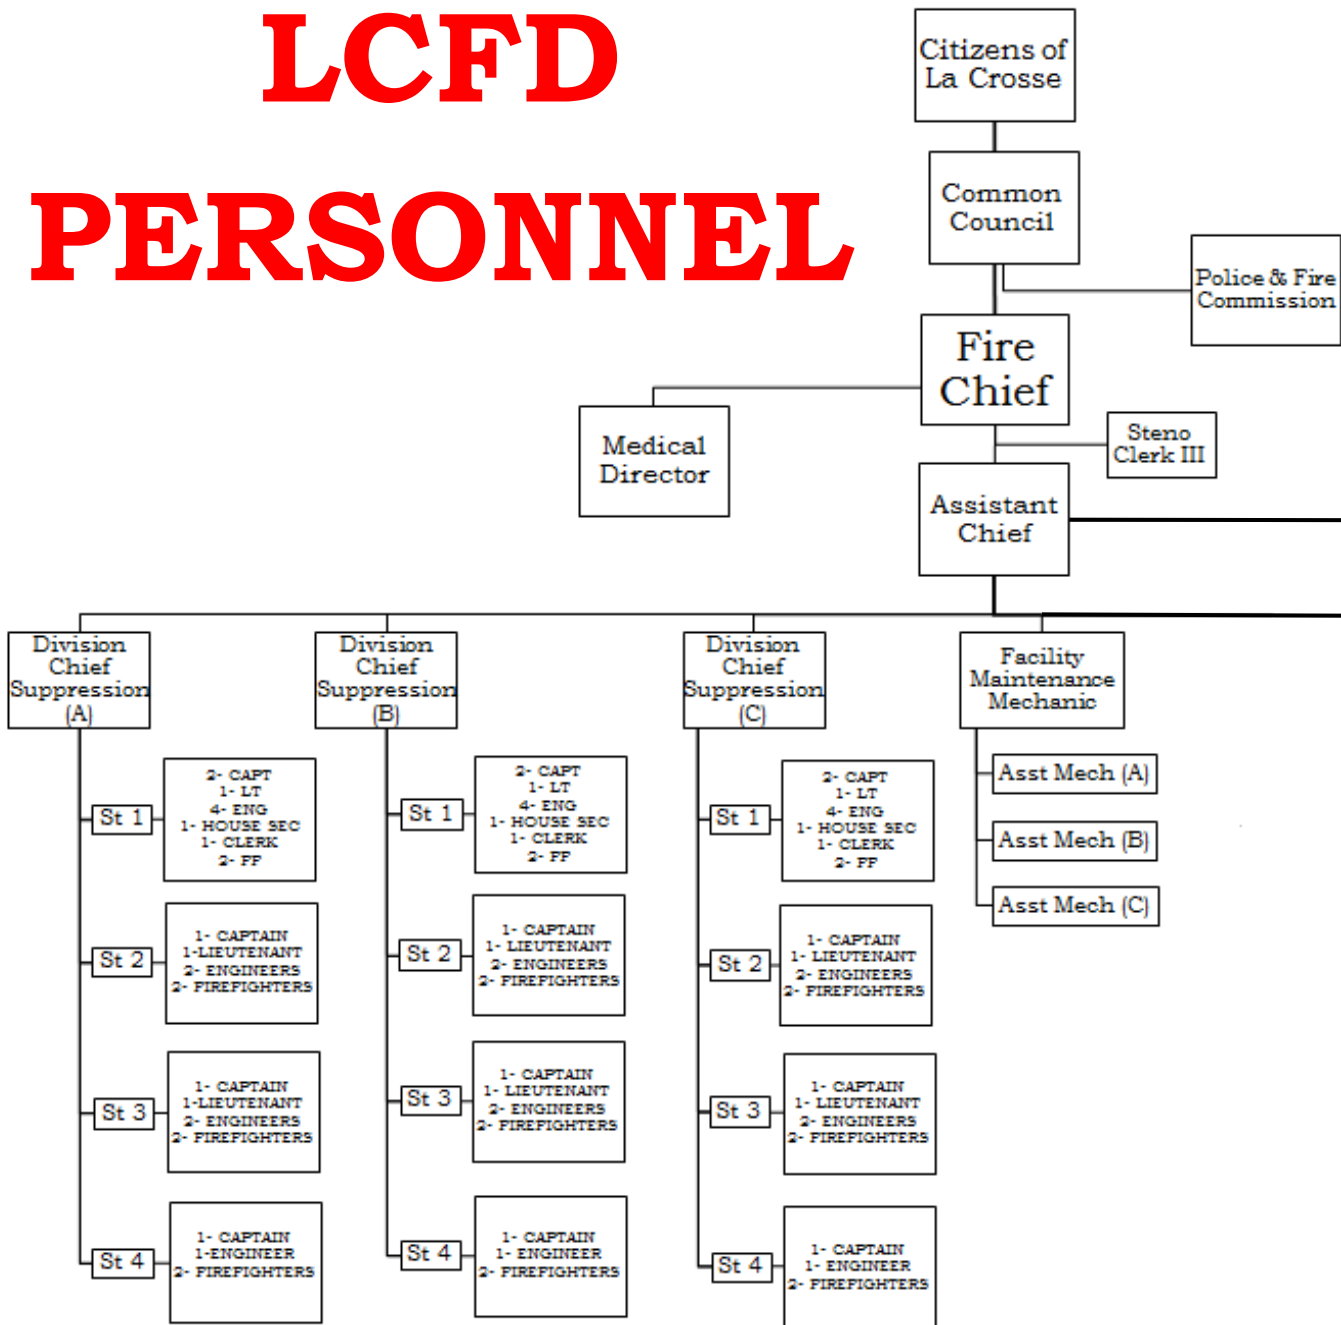 LCFD
PERSONNEL
Citizens of
La Crosse
Common
Council
Police & Fire
Commission
Fire
Chief
Medical
Director
Steno
Clerk III
Assistant
Chief
Division
Chief
Suppression
(A)
Division
Chief
Suppression
(B)
Division
Chief
Suppression
(C)
Facility
Maintenance
Mechanic
St 1
2- CAPT
1- LT
4- ENG
1- HOUSE SEC
1- CLERK
2- FF
St 2
1- CAPTAIN
1-LIEUTENANT
2- ENGINEERS
2- FIREFIGHTERS
St 3
1- CAPTAIN
1-LIEUTENANT
2- ENGINEERS
2- FIREFIGHTERS
St 4
1- CAPTAIN
1-ENGINEER
2- FIREFIGHTERS
St 1
2- CAPT
1- LT
4- ENG
1- HOUSE SEC
1- CLERK
2- FF
St 2
1- CAPTAIN
1- LIEUTENANT
2- ENGINEERS
2- FIREFIGHTERS
St 3
1- CAPTAIN
1- LIEUTENANT
2- ENGINEERS
2- FIREFIGHTERS
St 4
1- CAPTAIN
1- ENGINEER
2- FIREFIGHTERS
St 1
2- CAPT
1- LT
4- ENG
1- HOUSE SEC
1- CLERK
2- FF
St 2
1- CAPTAIN
1- LIEUTENANT
2- ENGINEERS
2- FIREFIGHTERS
St 3
1- CAPTAIN
1- LIEUTENANT
2- ENGINEERS
2- FIREFIGHTERS
St 4
1- CAPTAIN
1- ENGINEER
2- FIREFIGHTERS
Asst Mech (A)
Asst Mech (B)
Asst Mech (C)